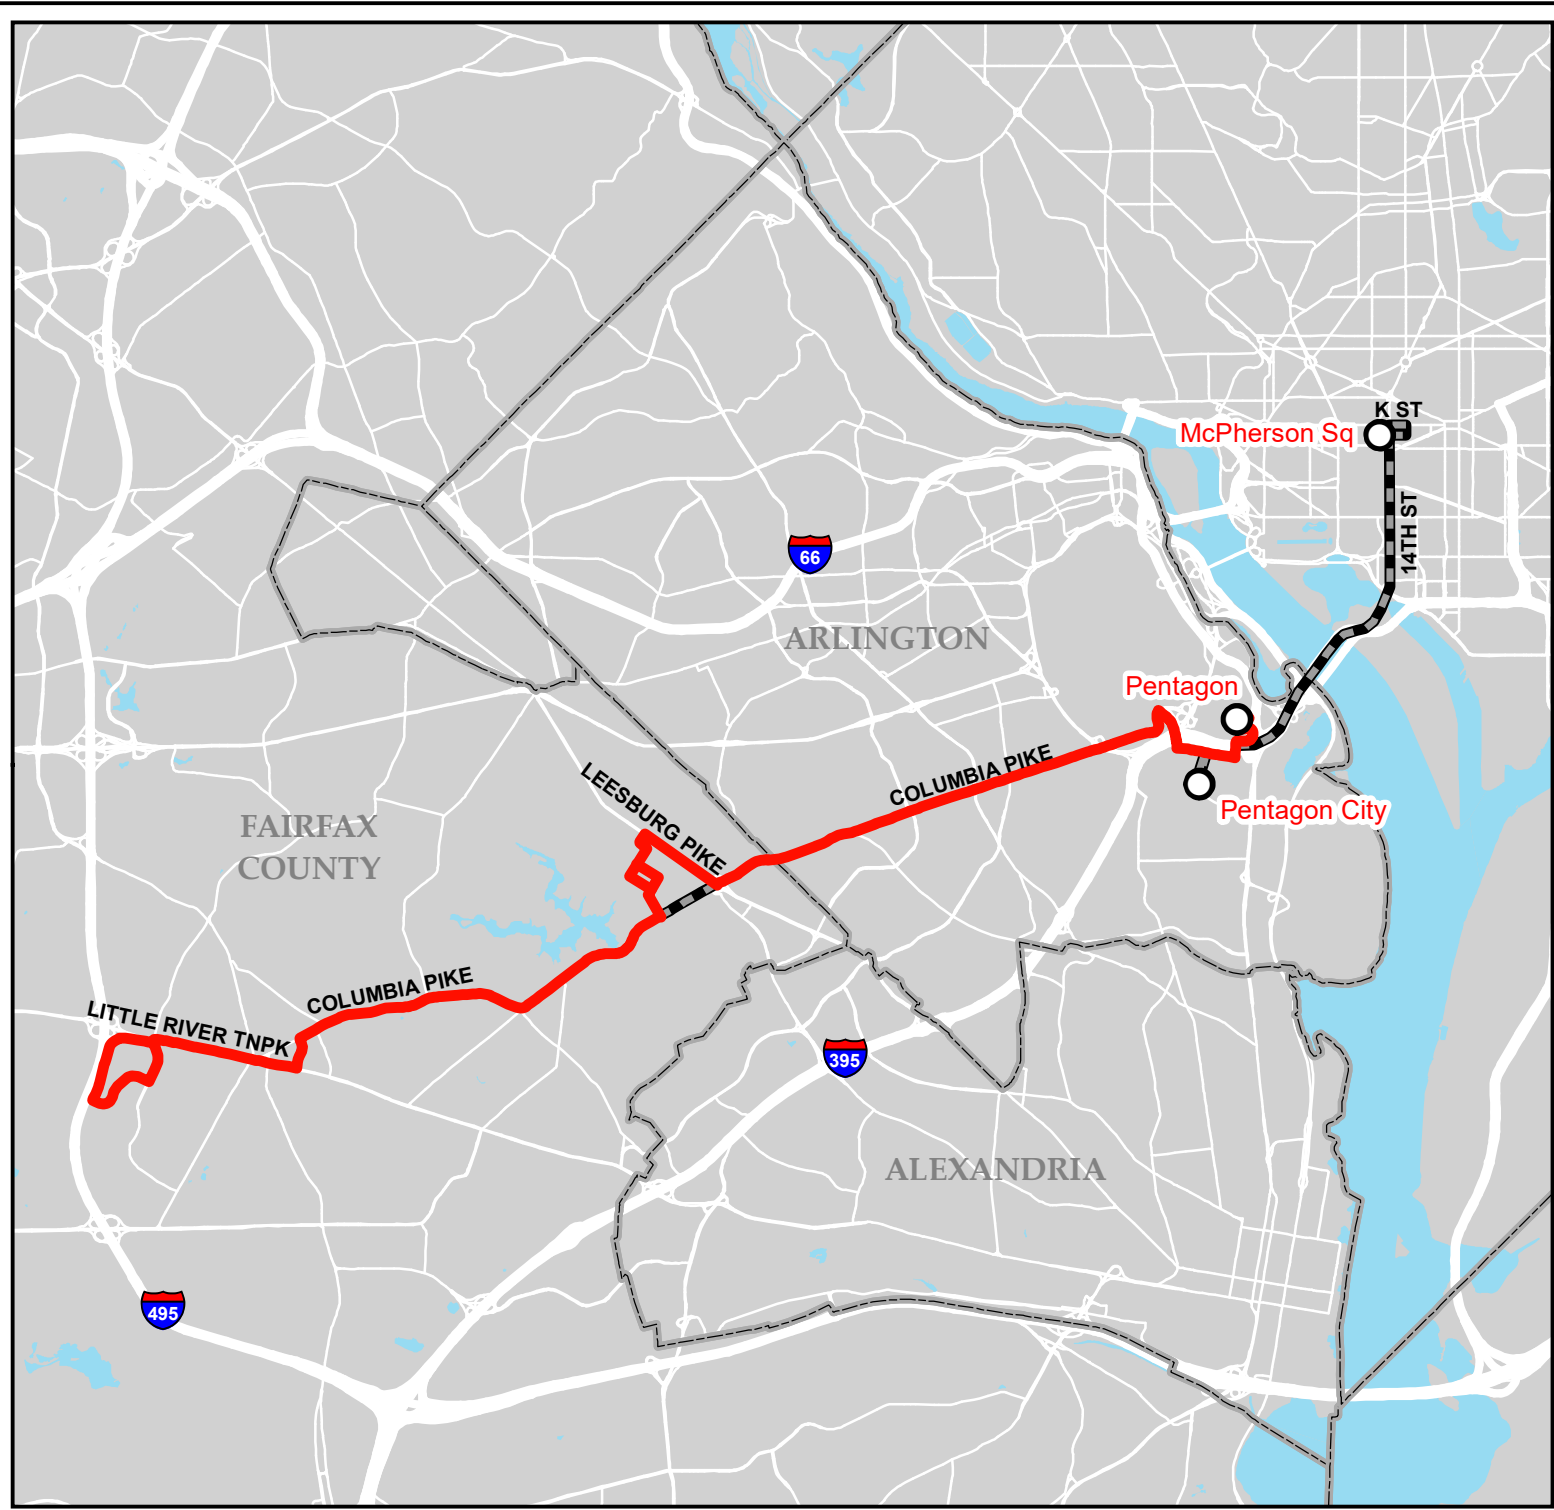 K ST
McPherson Sq
14TH ST
66
ARLINGTON
Pentagon
COLUMBIA PIKE
Pentagon City
LEESBURG PIKE
FAIRFAX
COUNTY
COLUMBIA PIKE
LITTLE RIVER TNPK
395
ALEXANDRIA
495